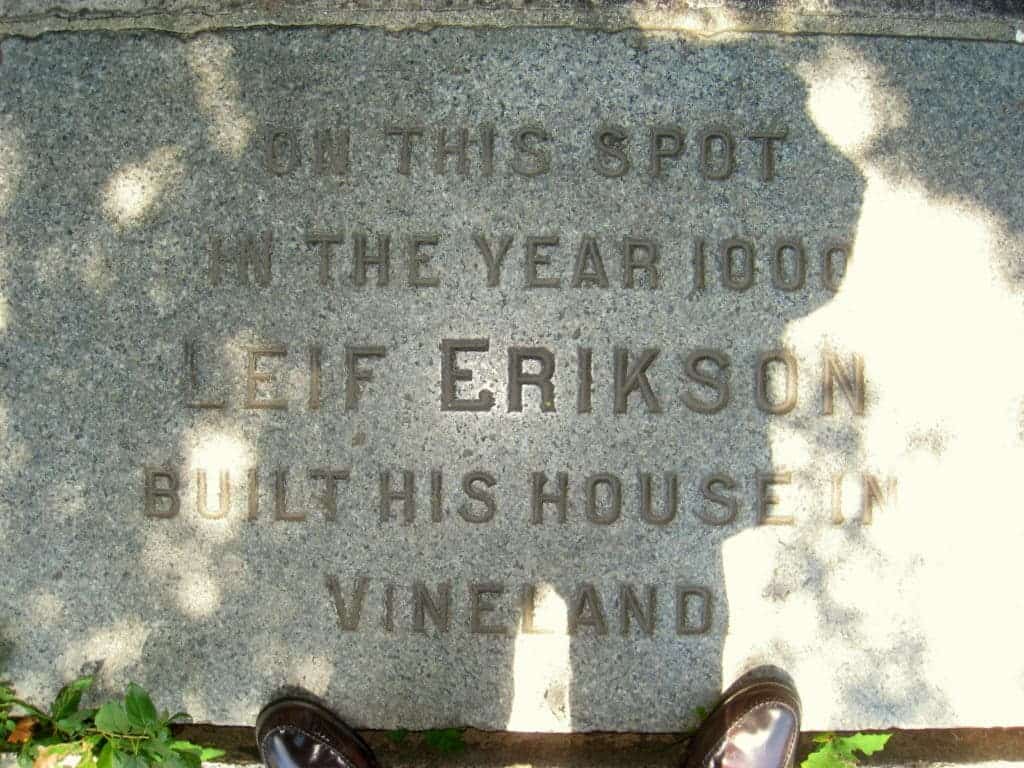 ON THIS SPOT
IN THE YEAR 1000
LEIF ERIKSON
BUILT HIS HOUSE IN
VINELAND